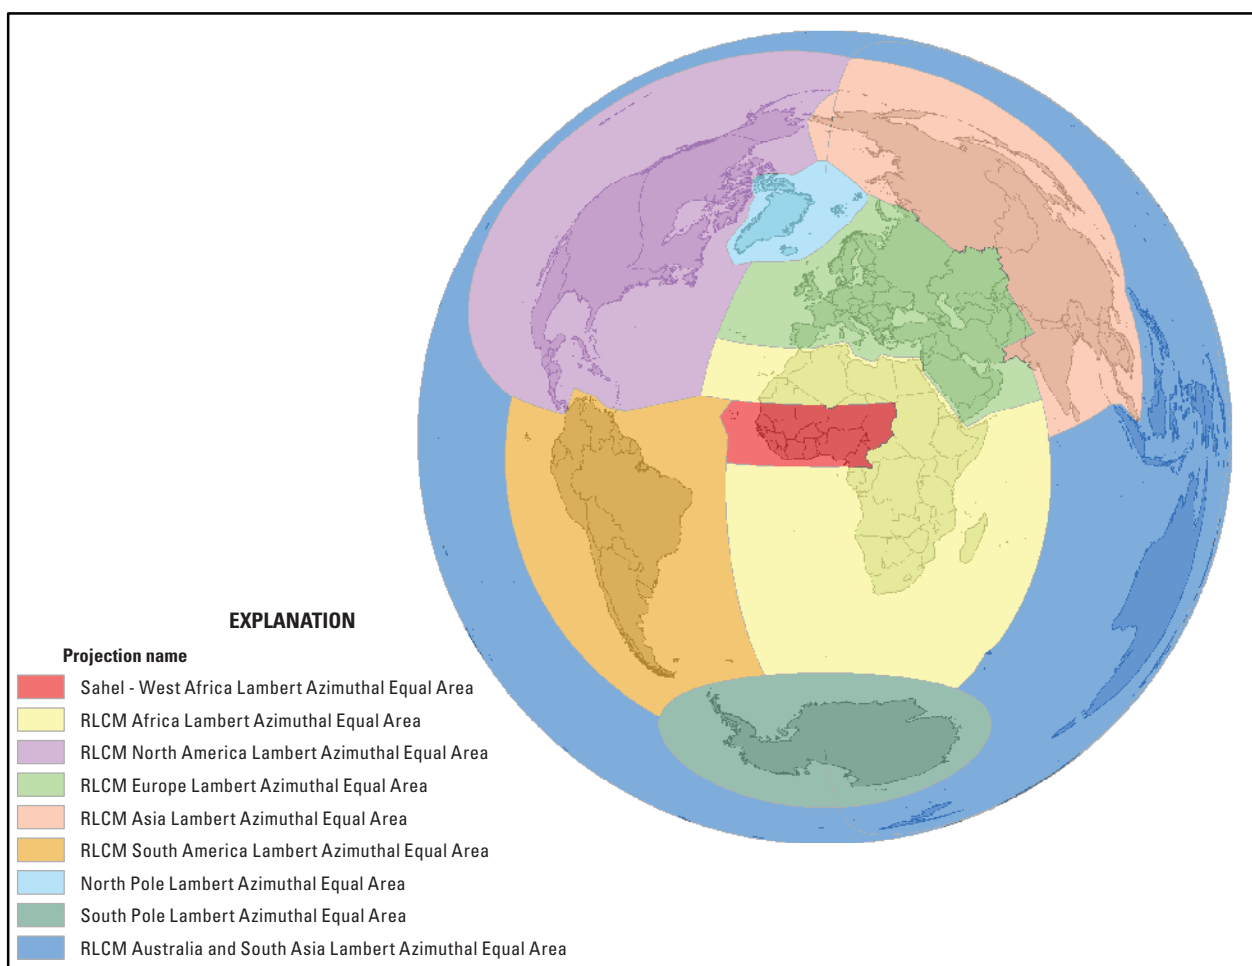 EXPLANATION
Projection name
Sahel - West Africa Lambert Azimuthal Equal Area
RLCM Africa Lambert Azimuthal Equal Area
RLCM North America Lambert Azimuthal Equal Area
RLCM Europe Lambert Azimuthal Equal Area
RLCM Asia Lambert Azimuthal Equal Area
RLCM South America Lambert Azimuthal Equal Area
North Pole Lambert Azimuthal Equal Area
South Pole Lambert Azimuthal Equal Area
RLCM Australia and South Asia Lambert Azimuthal Equal Area